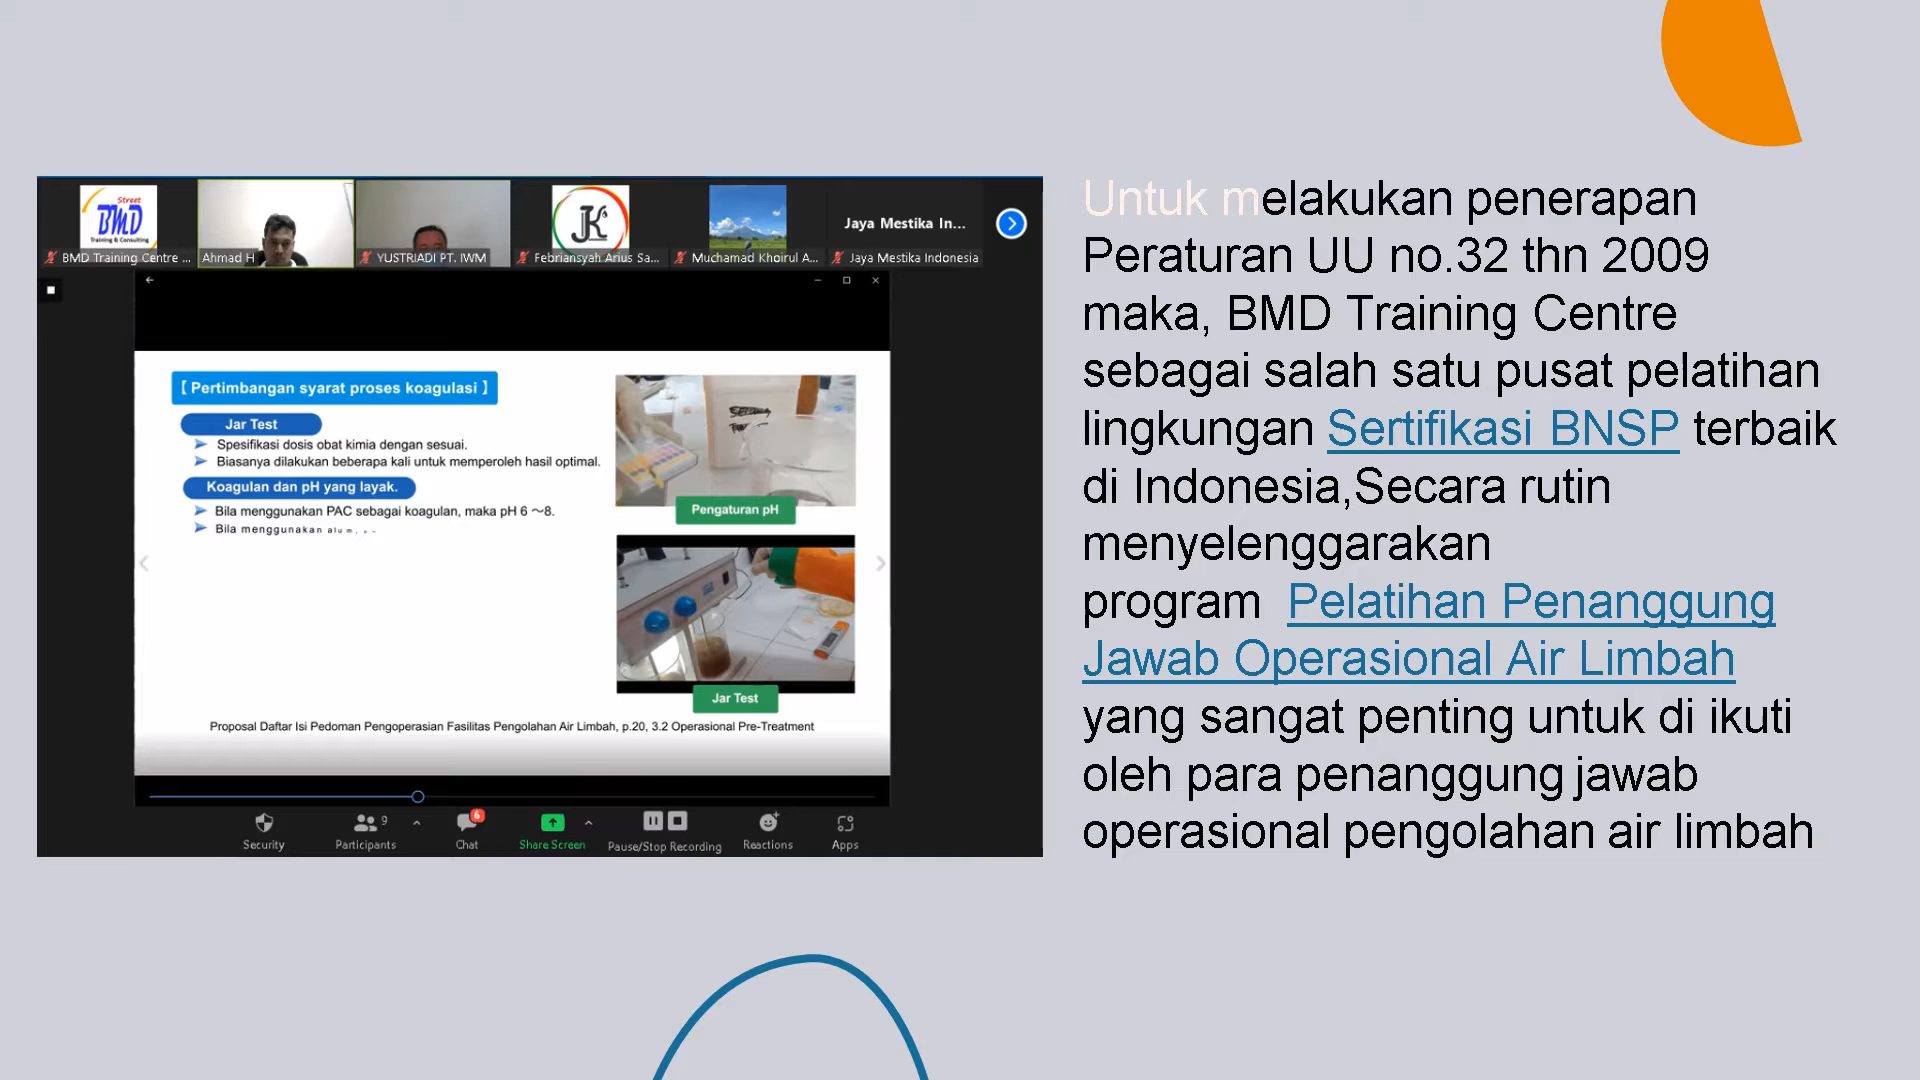 Street
BMD
Training & Consulting
BMD Training Centre ...
Ahmad H
YUSTRIADI PT. IWM
JK
Febriansyah Arius Sa...
Muchamad Khoirul A...
Jaya Mestika In...
Jaya Mestika Indonesia
【 Pertimbangan syarat proses koagulasi 】
Jar Test
➤ Spesifikasi dosis obat kimia dengan sesuai.
➤ Biasanya dilakukan beberapa kali untuk memperoleh hasil optimal.
Koagulan dan pH yang layak.
➤ Bila menggunakan PAC sebagai koagulan, maka pH 6 ～8.
➤ Bila menggunakan alum,
Pengaturan pH
Jar Test
Proposal Daftar Isi Pedoman Pengoperasian Fasilitas Pengolahan Air Limbah, p.20, 3.2 Operasional Pre-Treatment
Security
Participants
9
Chat
6
Share Screen
Pause/Stop Recording
Reactions
Apps
Untuk melakukan penerapan
Peraturan UU no.32 thn 2009
maka, BMD Training Centre
sebagai salah satu pusat pelatihan
lingkungan Sertifikasi BNSP terbaik
di Indonesia,Secara rutin
menyelenggarakan
program  Pelatihan Penanggung
Jawab Operasional Air Limbah
yang sangat penting untuk di ikuti
oleh para penanggung jawab
operasional pengolahan air limbah